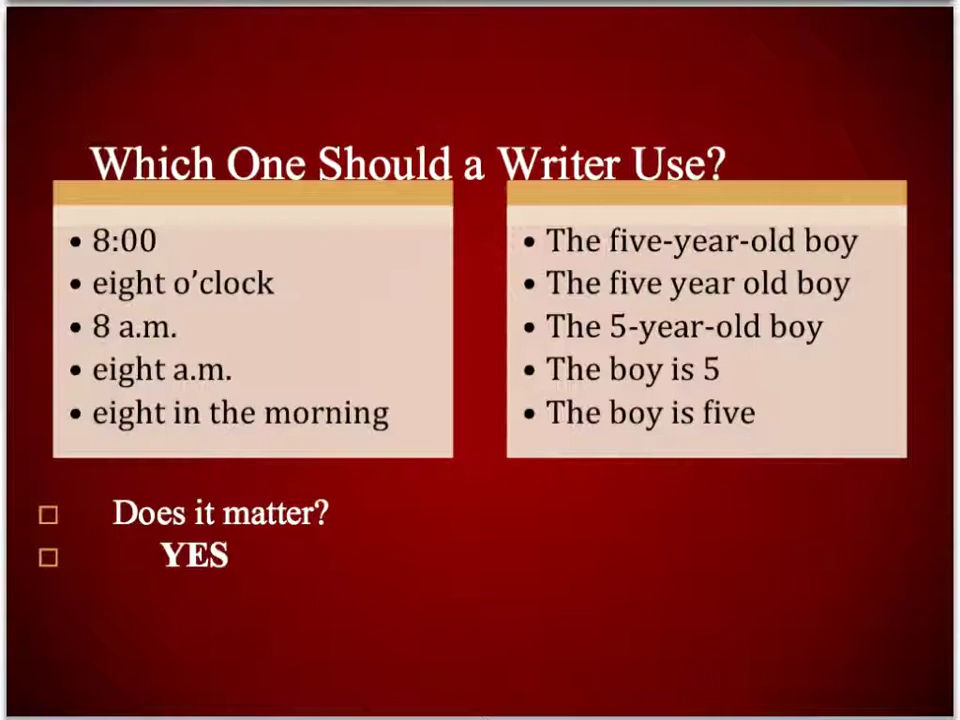 Which One Should a Writer Use?
• 8:00
• eight o’clock
• 8 a.m.
• eight a.m.
• eight in the morning
• The five-year-old boy
• The five year old boy
• The 5-year-old boy
• The boy is 5
• The boy is five
Does it matter?
YES